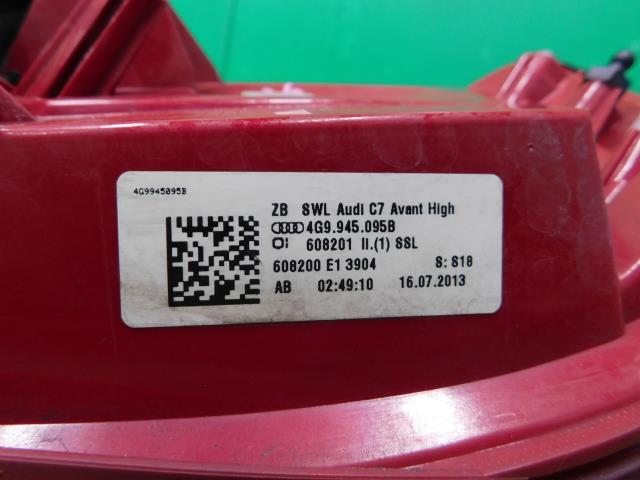 4G9945095B
ZB SWL Audi C7 Avant High
4G9.945.095B
608201 II.(1) SSL
608200 E1 3904 S: S18
AB 02:49:10 16.07.2013